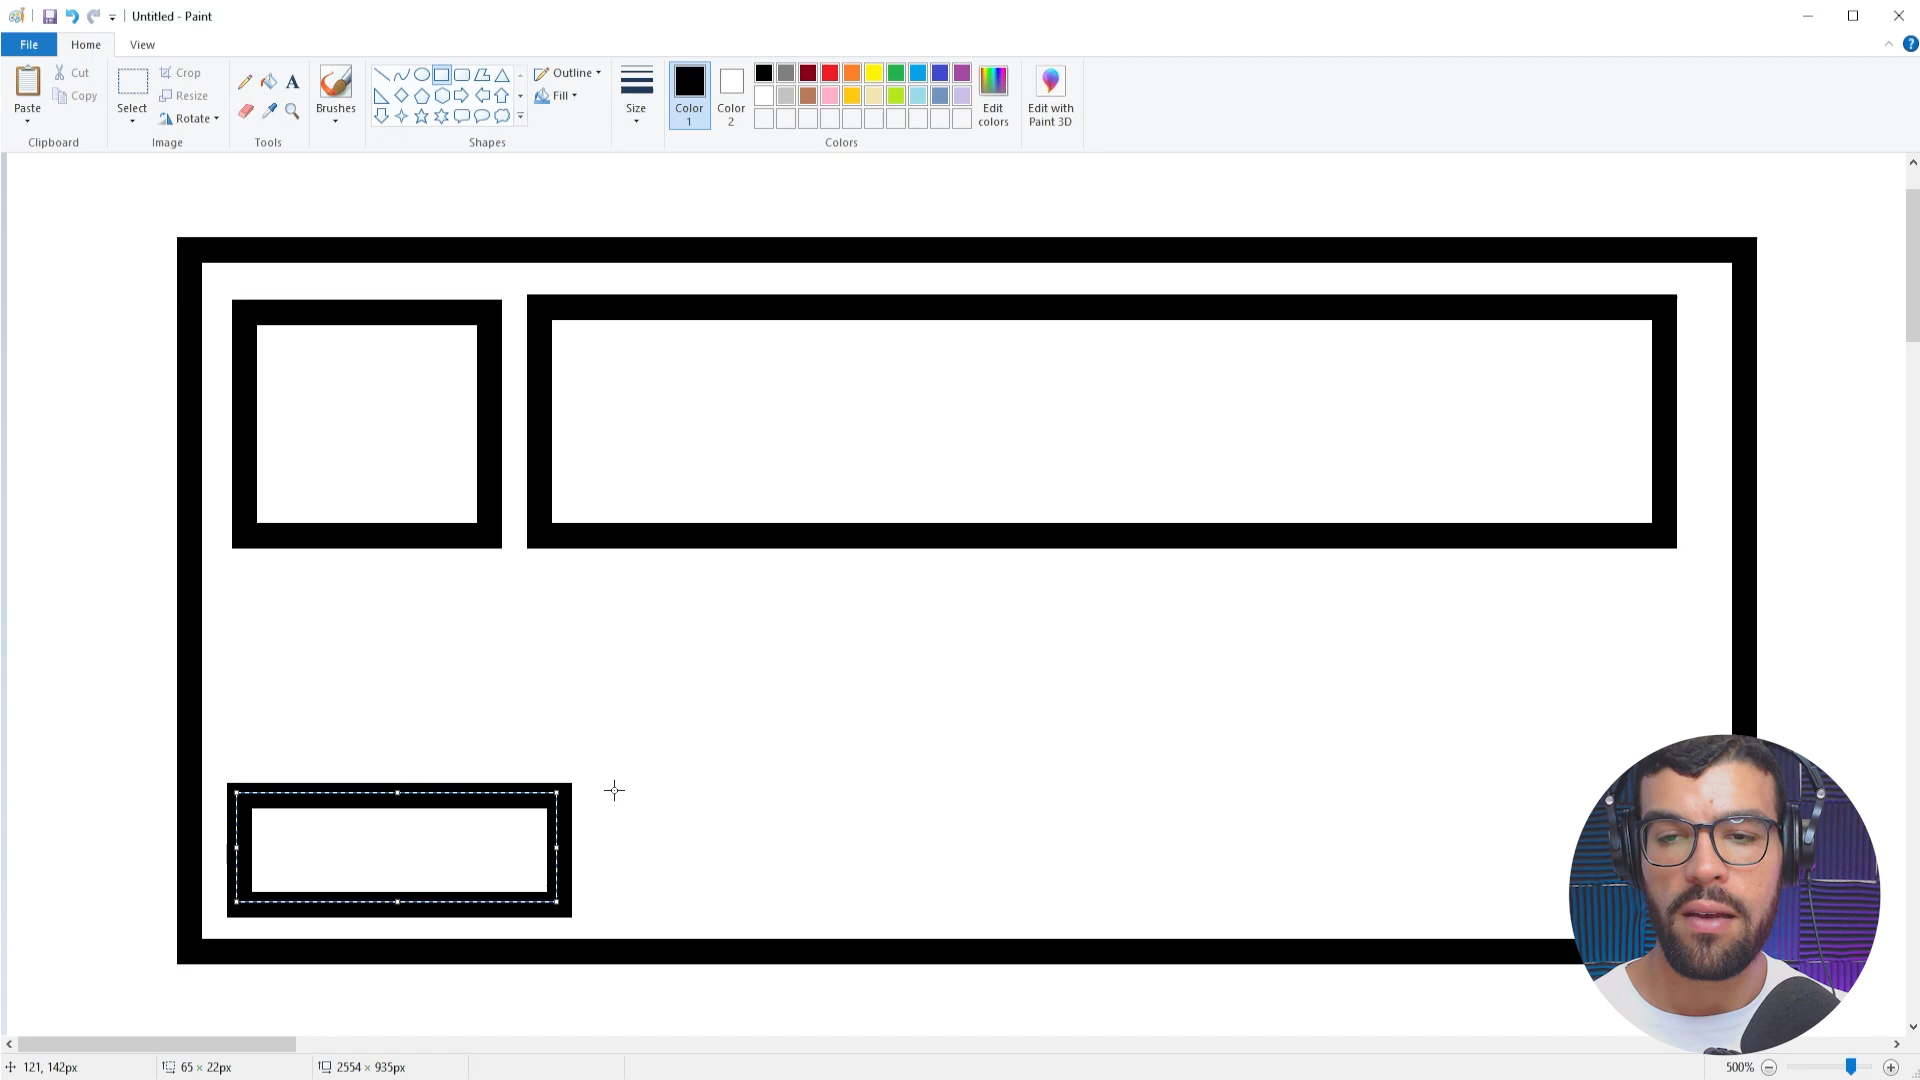 Untitled - Paint
File Home View
Paste Cut Copy
Select Crop Resize Rotate
Brushes
Outline Fill
Size
Color 1 Color 2
Edit colors
Edit with Paint 3D
Clipboard Image Tools Shapes Colors
A
?
121, 142px 65 × 22px 2554 × 935px 500%